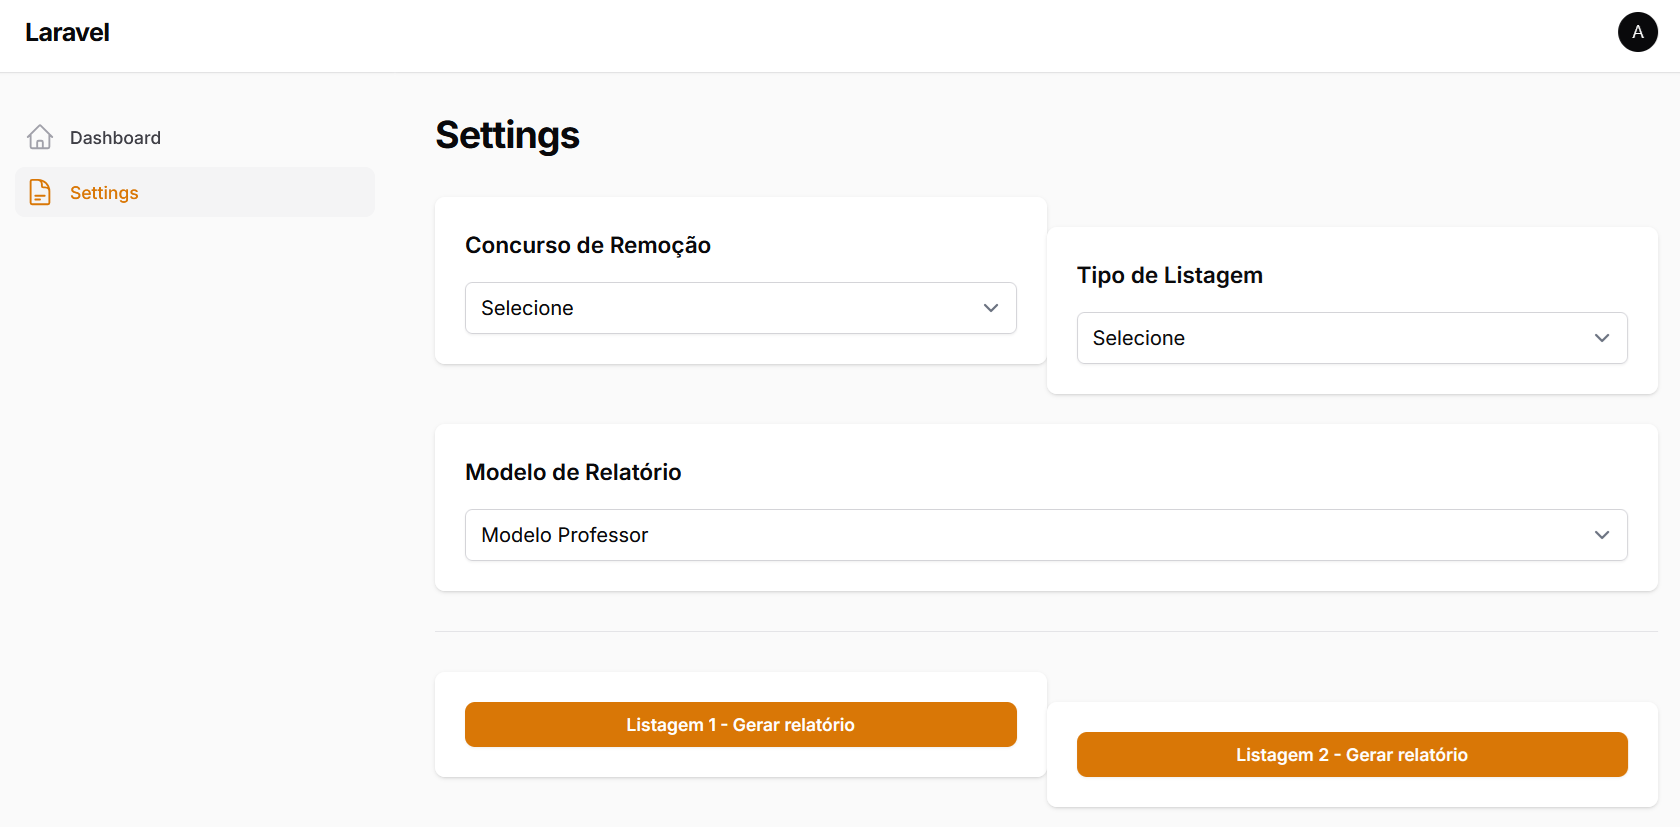 Laravel
A
Dashboard
Settings
Settings
Concurso de Remoção
Selecione
Tipo de Listagem
Selecione
Modelo de Relatório
Modelo Professor
Listagem 1 - Gerar relatório
Listagem 2 - Gerar relatório